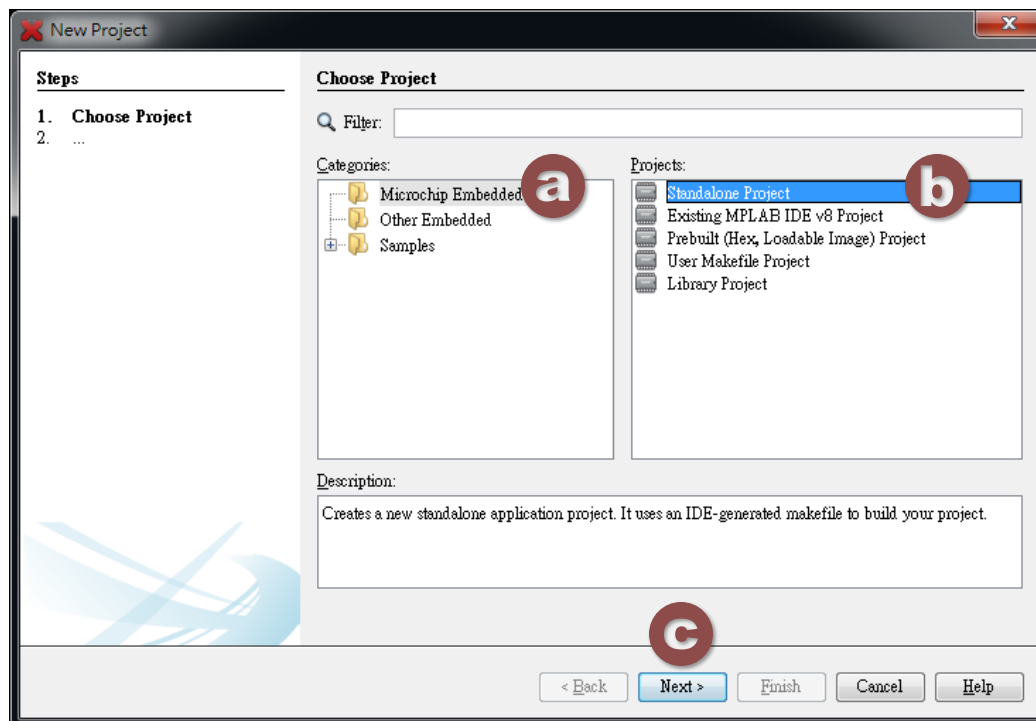 New Project
Steps
1. Choose Project
2. ...
Choose Project
Filter:
Categories:
Microchip Embedded
Other Embedded
Samples
a
Projects:
Standalone Project
Existing MPLAB IDE v8 Project
Prebuilt (Hex, Loadable Image) Project
User Makefile Project
Library Project
b
Description:
Creates a new standalone application project. It uses an IDE-generated makefile to build your project.
c
< Back
Next >
Finish
Cancel
Help